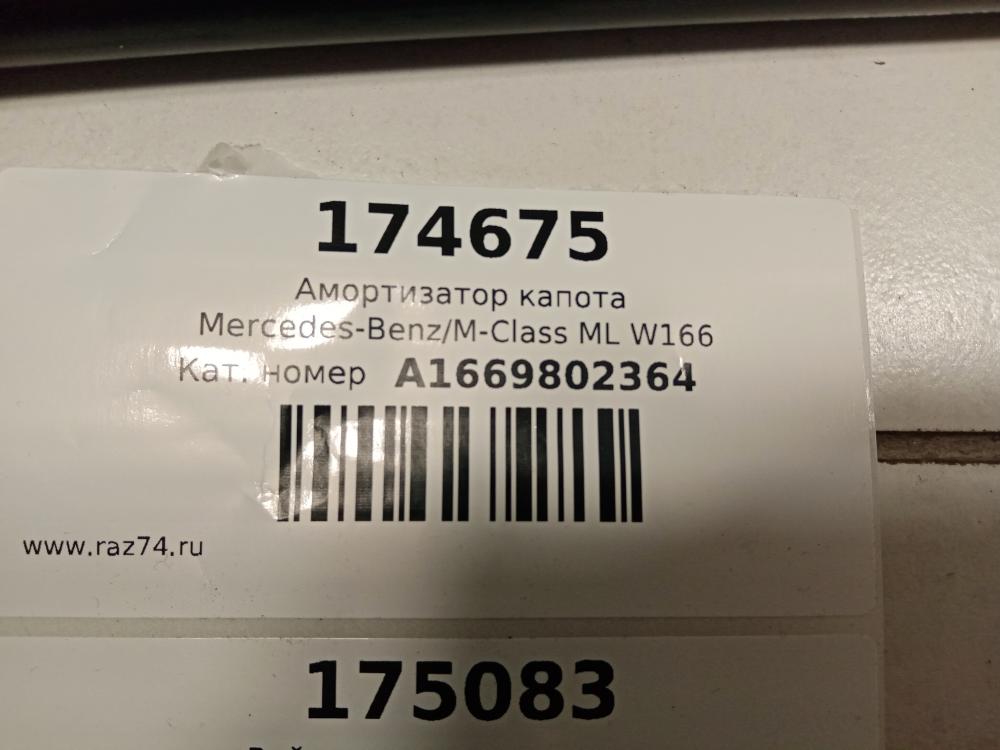 174675
Амортизатор капота
Mercedes-Benz/M-Class ML W166
Кат. номер A1669802364
www.raz74.ru
175083